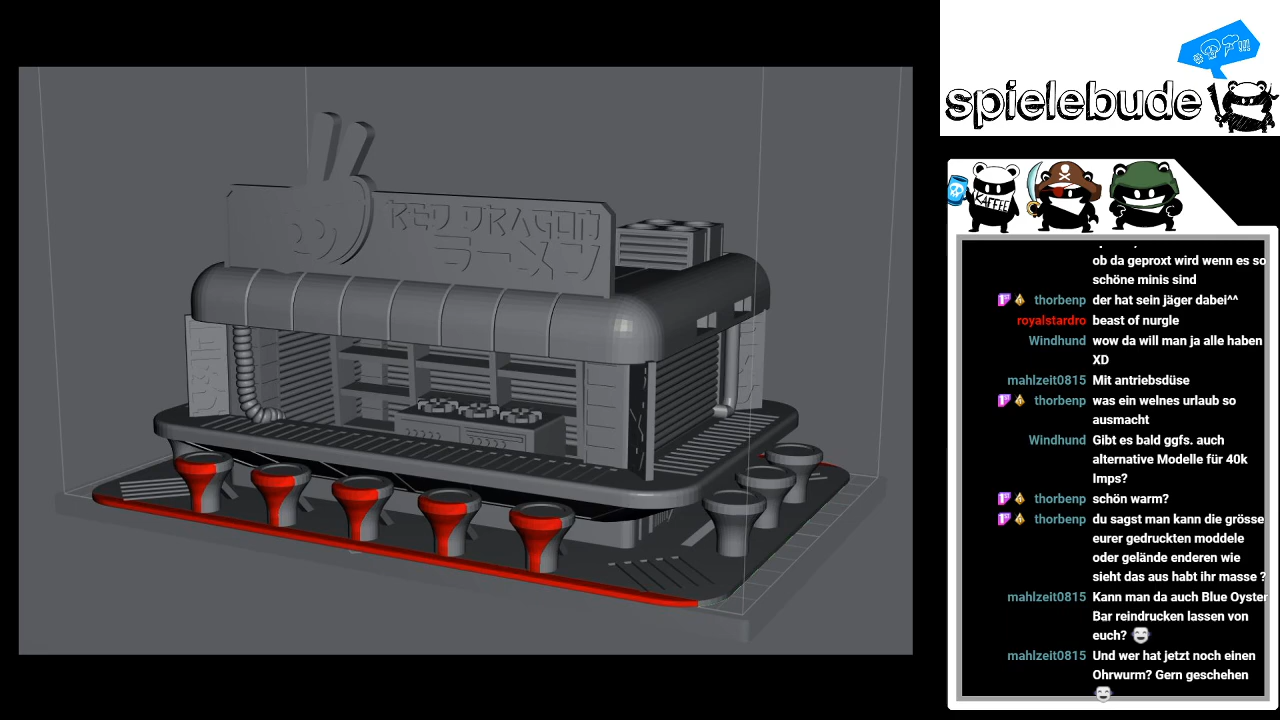 spielebude
KAFFEE
RED DRAGON
ラーメン
ob da geproxt wird wenn es so
schöne minis sind
thorbenp der hat sein jäger dabei^^
royalstardro beast of nurgle
Windhund wow da will man ja alle haben
XD
mahlzeit0815 Mit antriebsdüse
thorbenp was ein welnes urlaub so
ausmacht
Windhund Gibt es bald ggfs. auch
alternative Modelle für 40k
Imps?
thorbenp schön warm?
thorbenp du sagst man kann die grösse
eurer gedruckten moddele
oder gelände enderen wie
sieht das aus habt ihr masse ?
mahlzeit0815 Kann man da auch Blue Oyster
Bar reindrucken lassen von
euch?
mahlzeit0815 Und wer hat jetzt noch einen
Ohrwurm? Gern geschehen